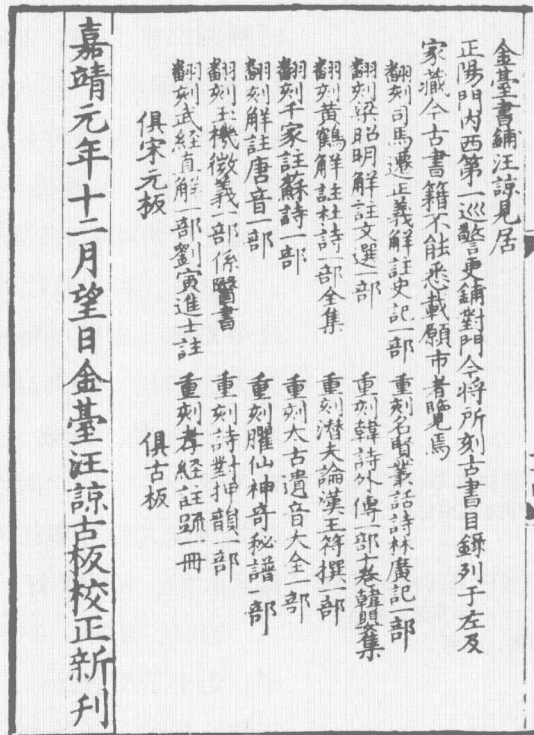 金臺書鋪汪諒見居
正陽門內西第一巡警更鋪對門今將所刻古書目錄列于左及
家藏今古書籍不能悉載願市者覽焉
翻刻司馬遷正義解註史記一部
重刻名賢叢話詩林廣記一部
翻刻梁昭明解註文選一部
重刻韓詩外傳一部十卷韓嬰集
翻刻黃鶴解註杜詩一部全集
重刻潛夫論漢王符撰一部
翻刻千家註蘇詩一部
重刻太古遺音大全一部
翻刻解註唐音一部
重刻臞仙神奇秘譜一部
翻刻玉機微義一部係醫書
重刻詩對押韻一部
翻刻武經直解一部劉寅進士註
重刻孝經註疏一冊
俱宋元板
俱古板
嘉靖元年十二月望日金臺汪諒古板校正新刊